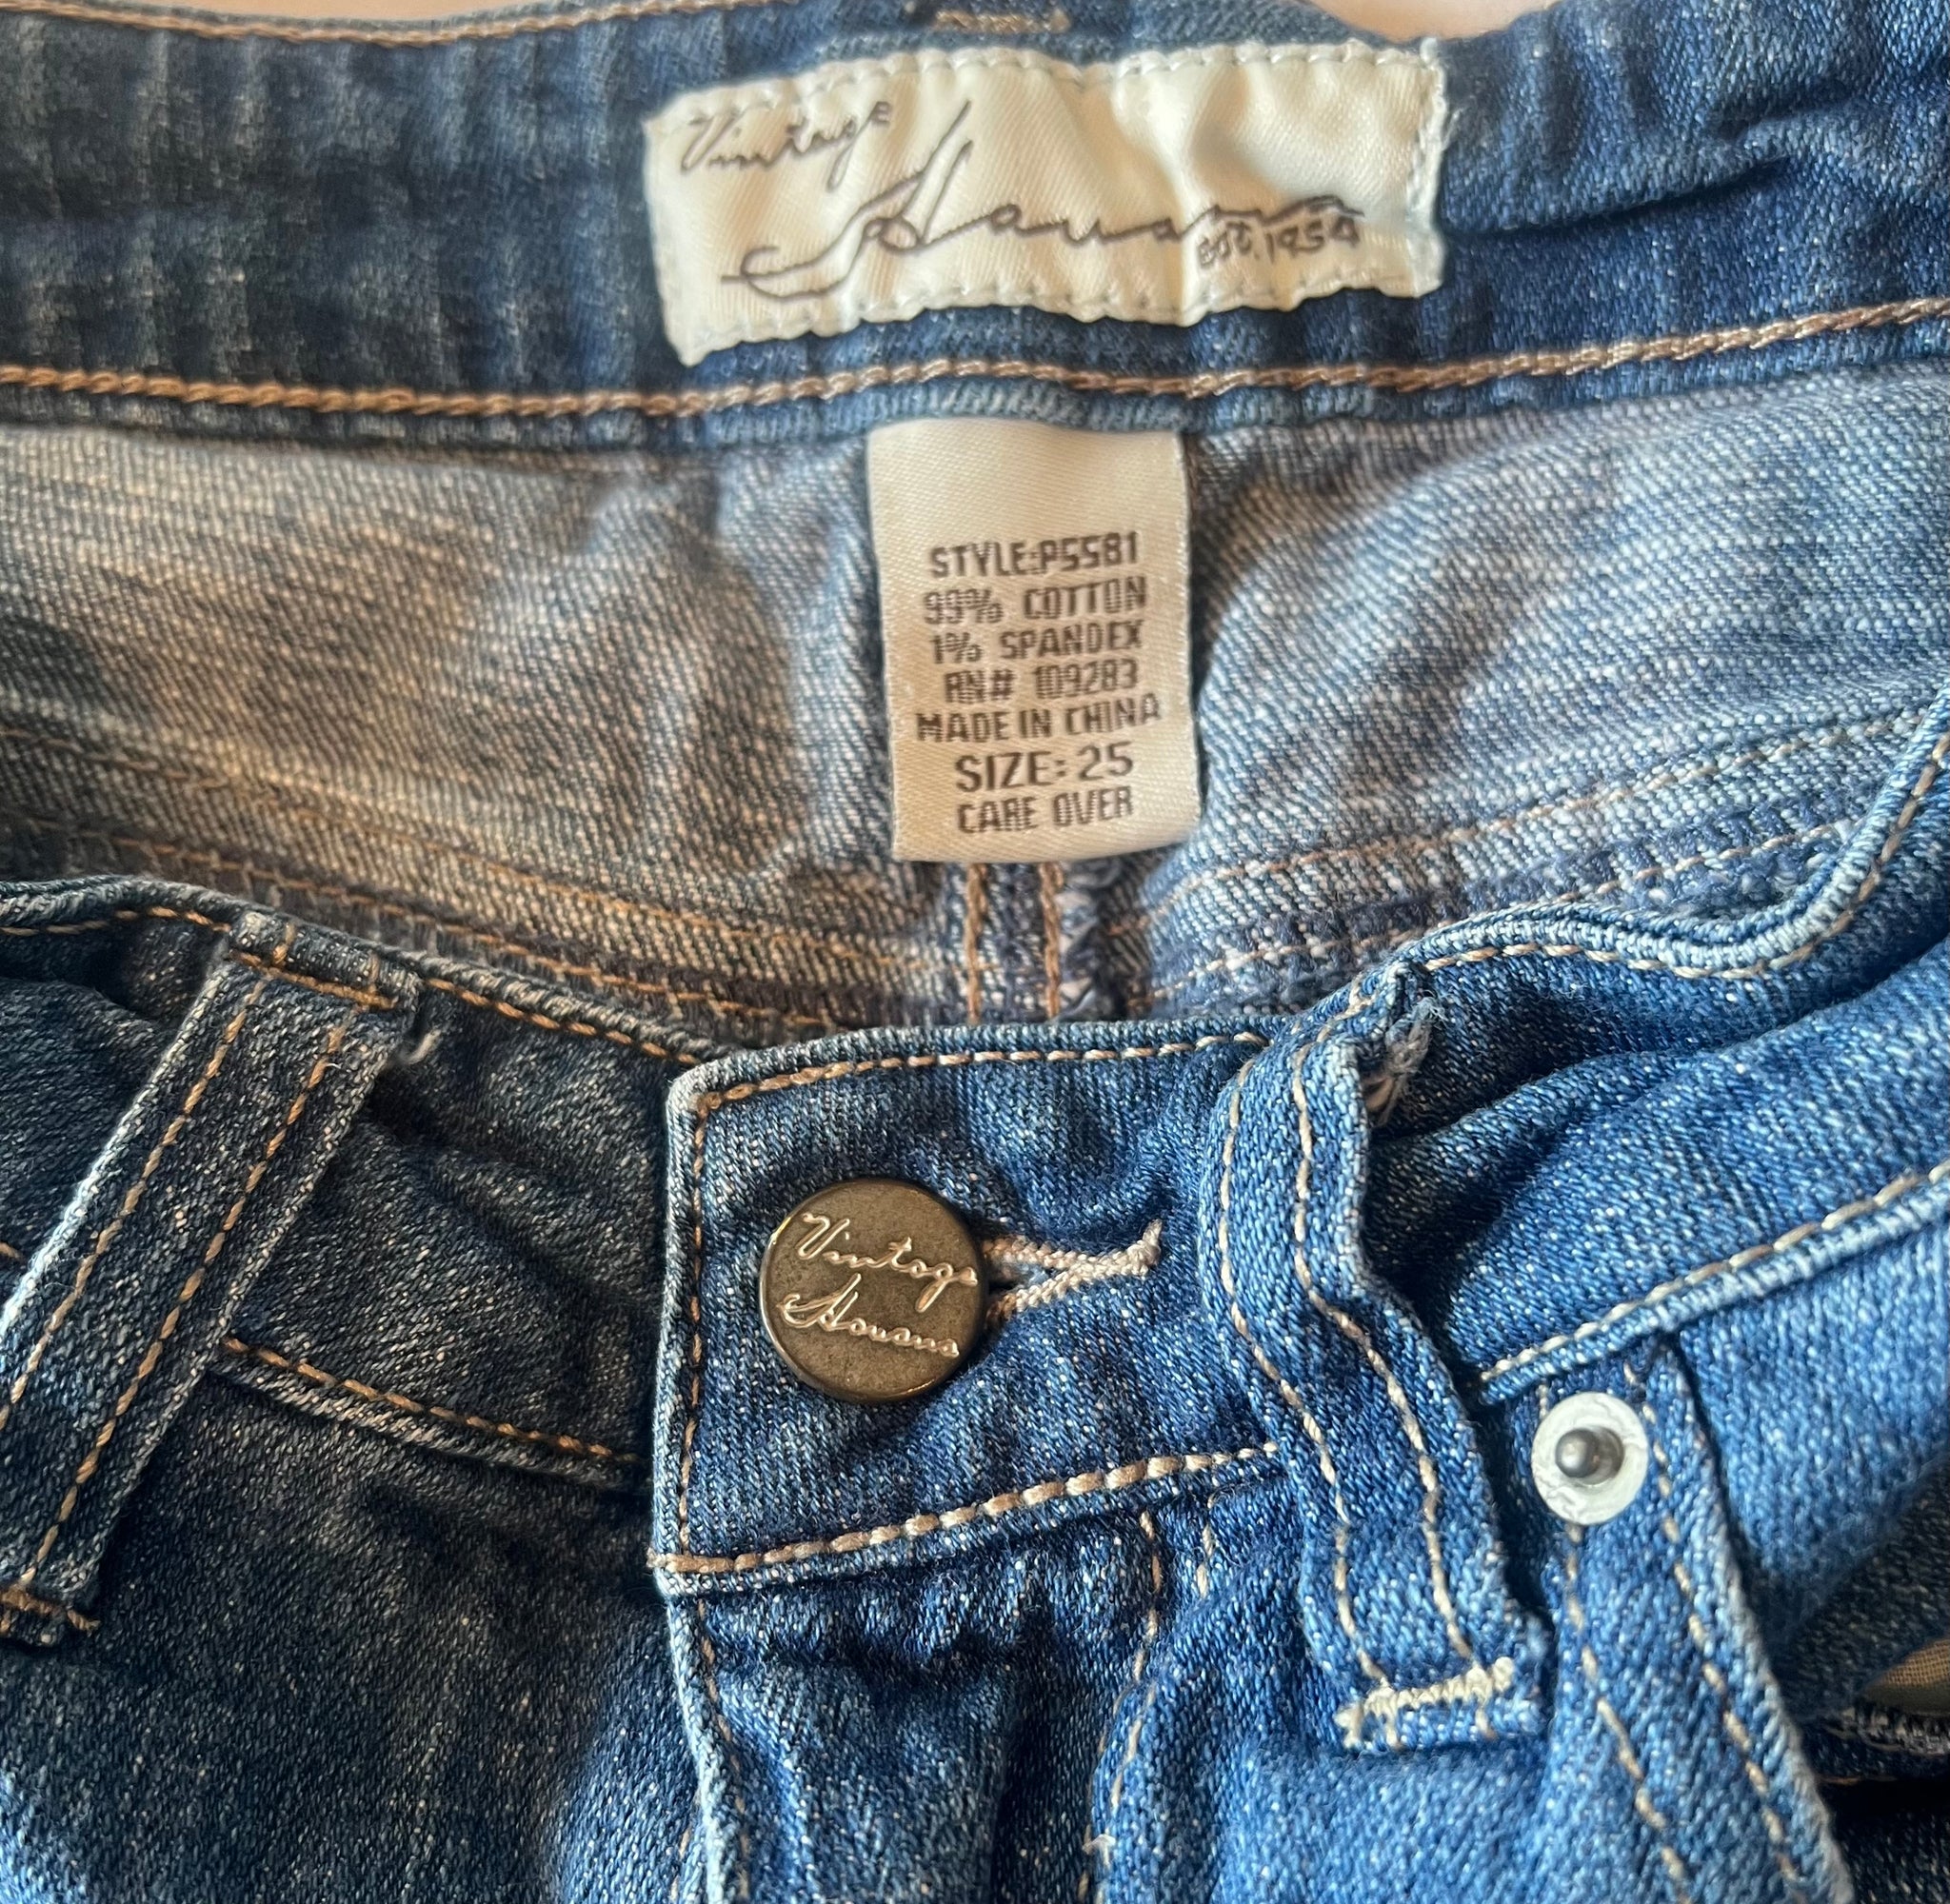 Vintage
Havana
EST. 1954
STYLE:P5581
99% COTTON
1% SPANDEX
RN# 109283
MADE IN CHINA
SIZE: 25
CARE OVER
Vintage
Havana